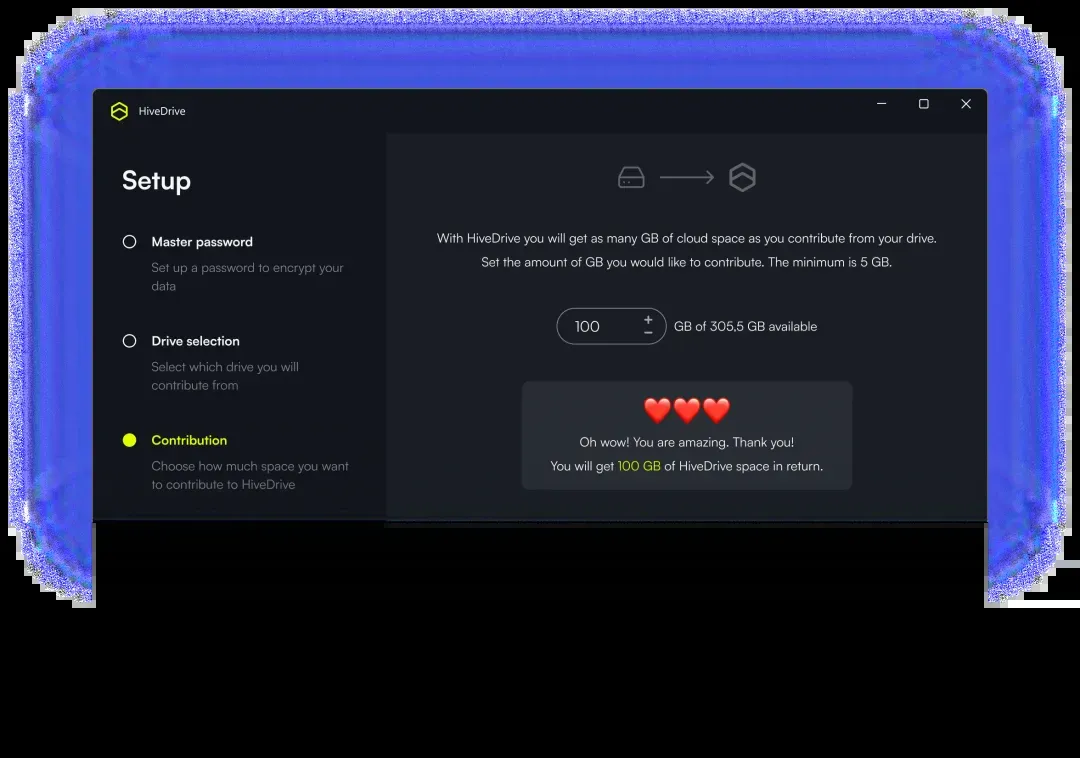 HiveDrive
Setup
Master password
Set up a password to encrypt your
data
Drive selection
Select which drive you will
contribute from
Contribution
Choose how much space you want
to contribute to HiveDrive
With HiveDrive you will get as many GB of cloud space as you contribute from your drive.
Set the amount of GB you would like to contribute. The minimum is 5 GB.
100 GB of 305,5 GB available
Oh wow! You are amazing. Thank you!
You will get 100 GB of HiveDrive space in return.